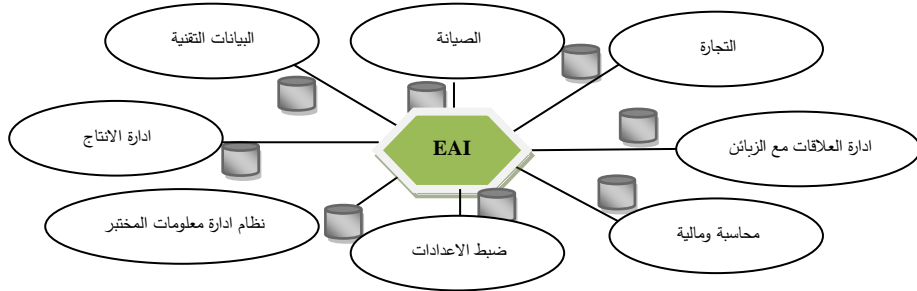 الصيانة
البيانات التقنية
التجارة
ادارة الانتاج
EAI
ادارة العلاقات مع الزبائن
نظام ادارة معلومات المختبر
ضبط الاعدادات
محاسبة ومالية